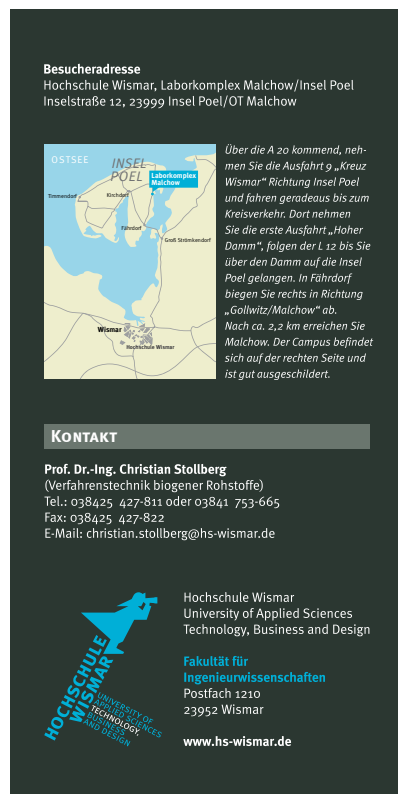 Besucheradresse
Hochschule Wismar, Laborkomplex Malchow/Insel Poel
Inselstraße 12, 23999 Insel Poel/OT Malchow
OSTSEE
INSEL
POEL
Laborkomplex
Malchow
Timmendorf
Kirchdorf
Fährdorf
Groß Strömkendorf
Wismar
Hochschule Wismar
Über die A 20 kommend, neh-
men Sie die Ausfahrt 9 „Kreuz
Wismar“ Richtung Insel Poel
und fahren geradeaus bis zum
Kreisverkehr. Dort nehmen
Sie die erste Ausfahrt „Hoher
Damm“, folgen der L 12 bis Sie
über den Damm auf die Insel
Poel gelangen. In Fährdorf
biegen Sie rechts in Richtung
„Gollwitz/Malchow“ ab.
Nach ca. 2,2 km erreichen Sie
Malchow. Der Campus befindet
sich auf der rechten Seite und
ist gut ausgeschildert.
Kontakt
Prof. Dr.-Ing. Christian Stollberg
(Verfahrenstechnik biogener Rohstoffe)
Tel.: 038425 427-811 oder 03841 753-665
Fax: 038425 427-822
E-Mail: christian.stollberg@hs-wismar.de
HOCHSCHULE
WISMAR
UNIVERSITY OF
APPLIED SCIENCES
TECHNOLOGY,
BUSINESS
AND DESIGN
Hochschule Wismar
University of Applied Sciences
Technology, Business and Design
Fakultät für
Ingenieurwissenschaften
Postfach 1210
23952 Wismar
www.hs-wismar.de